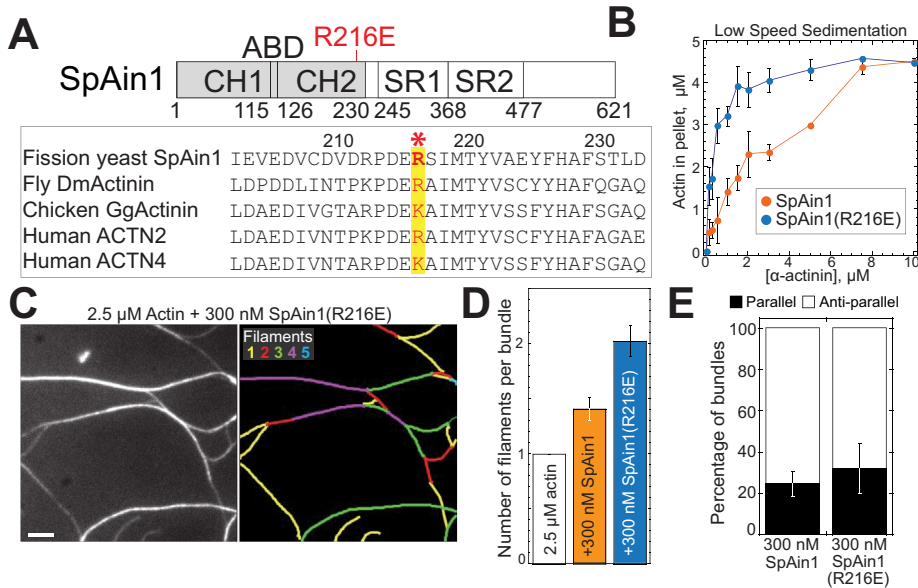 A
ABD
R216E
SpAin1
CH1
CH2
SR1
SR2
1
115
126
230
245
368
477
621
210
*
220
230
Fission yeast SpAin1 IEVEDVCDVDRPDERSIMTYVAEYFHAFSTLD
Fly DmActinin LDPDDLINTPKPDERAIMTYVSCYYHAFQGAQ
Chicken GgActinin LDAEDIVGTARPDEKAIMTYVSSFYHAFSGAQ
Human ACTN2 LDAEDIVNTPKPDERAIMTYVSCFYHAFAGAE
Human ACTN4 LDAEDIVNTARPDEKAIMTYVSSFYHAFSGAQ
B
Low Speed Sedimentation
Actin in pellet, μM
5
4
3
2
1
0
SpAin1
SpAin1(R216E)
0
2
4
6
8
10
[α-actinin], μM
C
2.5 μM Actin + 300 nM SpAin1(R216E)
Filaments
1 2 3 4 5
D
Number of filaments per bundle
2
1
0
2.5 μM actin
+300 nM SpAin1
+300 nM SpAin1(R216E)
E
Parallel
Anti-parallel
Percentage of bundles
100
80
60
40
20
0
300 nM
SpAin1
300 nM
SpAin1
(R216E)